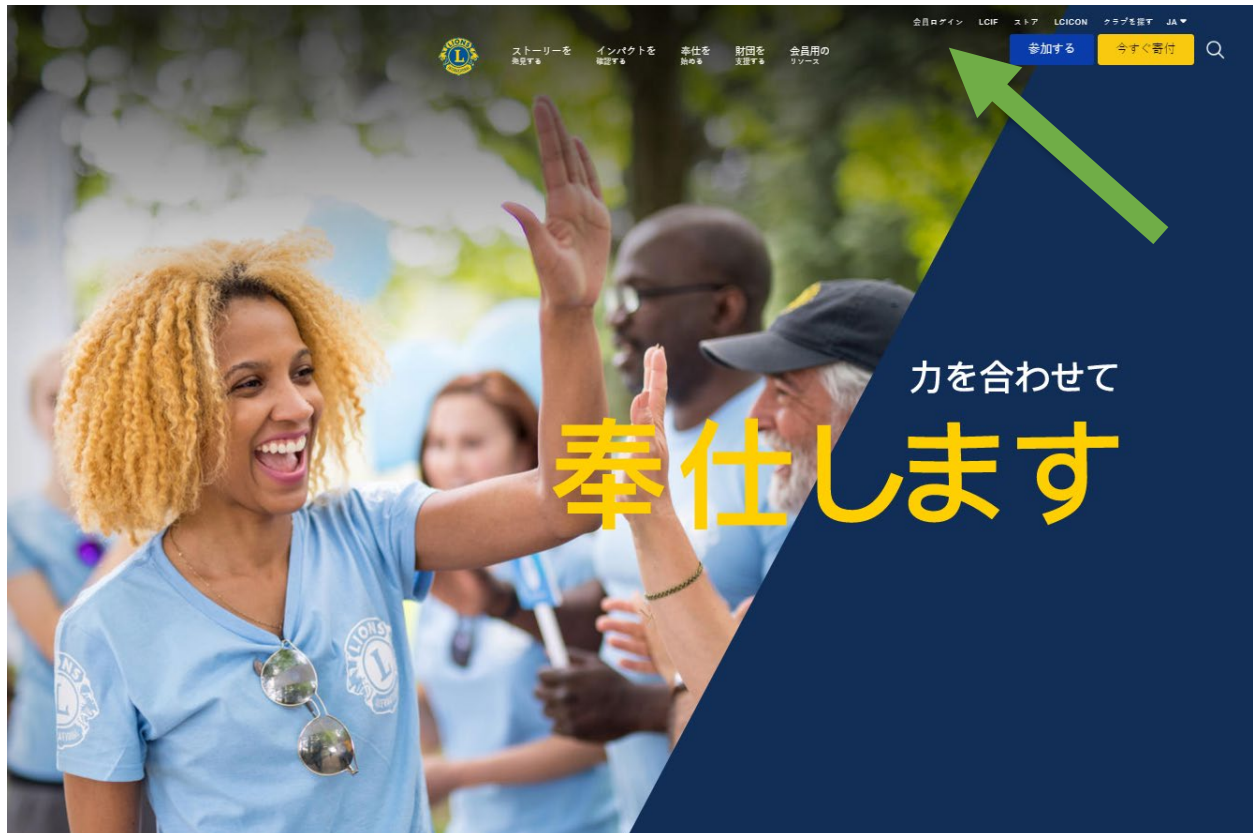 会員ログイン LCIF ストア LCICON クラブを探す JA
ストーリーを インパクトを 奉仕を 財団を 会員用の
発見する 確認する 始める 支援する リソース
参加する 今すぐ寄付
LIONS
L
力を合わせて
奉仕します
LIONS
L
L